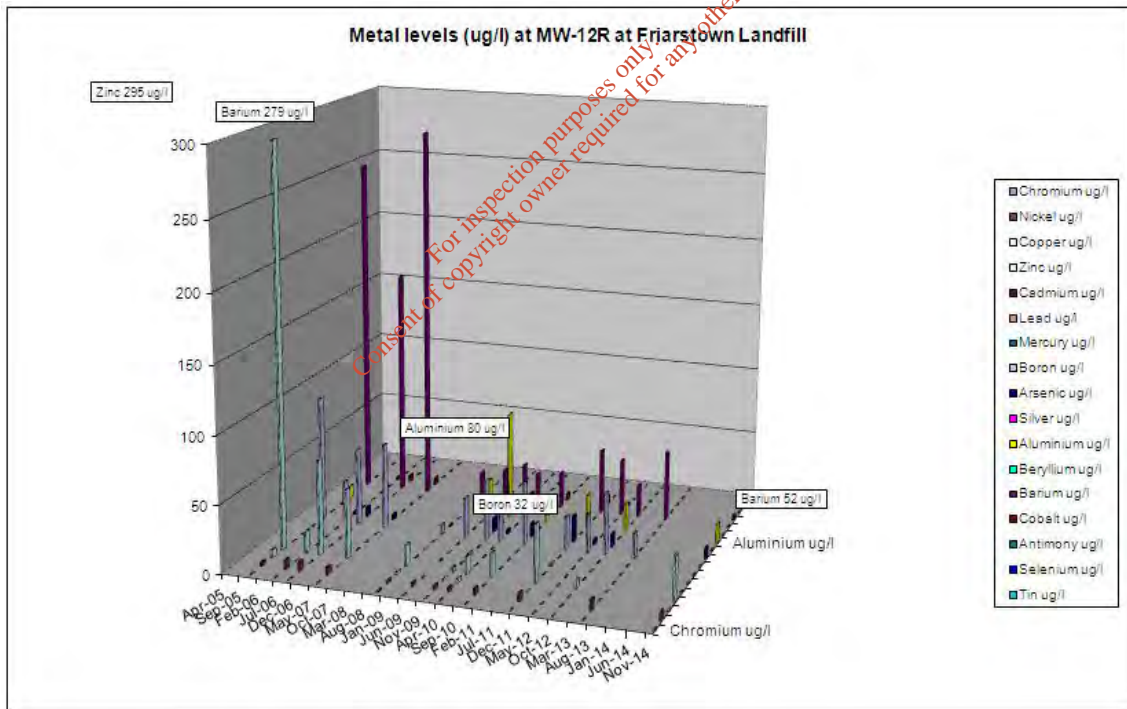 Metal levels (ug/l) at MW-12R at Friarstown Landfill
Zinc 295 ug/l
Barium 279 ug/l
300
250
200
150
100
50
0
Aluminium 80 ug/l
Boron 32 ug/l
Barium 52 ug/l
Aluminium ug/l
Chromium ug/l
Apr-05
Sep-05
Feb-06
Jul-06
Dec-06
May-07
Oct-07
Mar-08
Aug-08
Jan-09
Jun-09
Nov-09
Apr-10
Sep-10
Feb-11
Jul-11
Dec-11
May-12
Oct-12
Mar-13
Aug-13
Jan-14
Jun-14
Nov-14
Chromium ug/l
Nickel ug/l
Copper ug/l
Zinc ug/l
Cadmium ug/l
Lead ug/l
Mercury ug/l
Boron ug/l
Arsenic ug/l
Silver ug/l
Aluminium ug/l
Beryllium ug/l
Barium ug/l
Cobalt ug/l
Antimony ug/l
Selenium ug/l
Tin ug/l
For inspection purposes only.
Consent of copyright owner required for any other